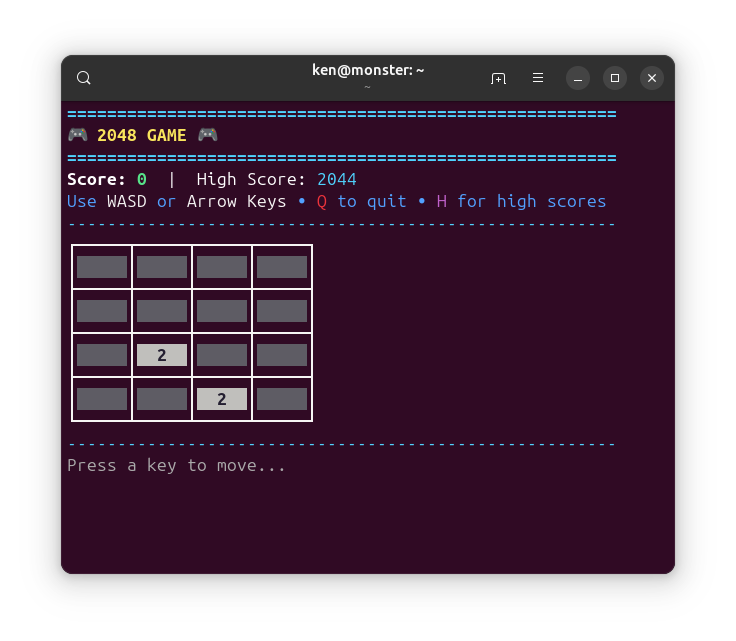 ken@monster: ~
~
=======================================================
🎮 2048 GAME 🎮
=======================================================
Score: 0  |  High Score: 2044
Use WASD or Arrow Keys • Q to quit • H for high scores
-------------------------------------------------------
2
2
-------------------------------------------------------
Press a key to move...